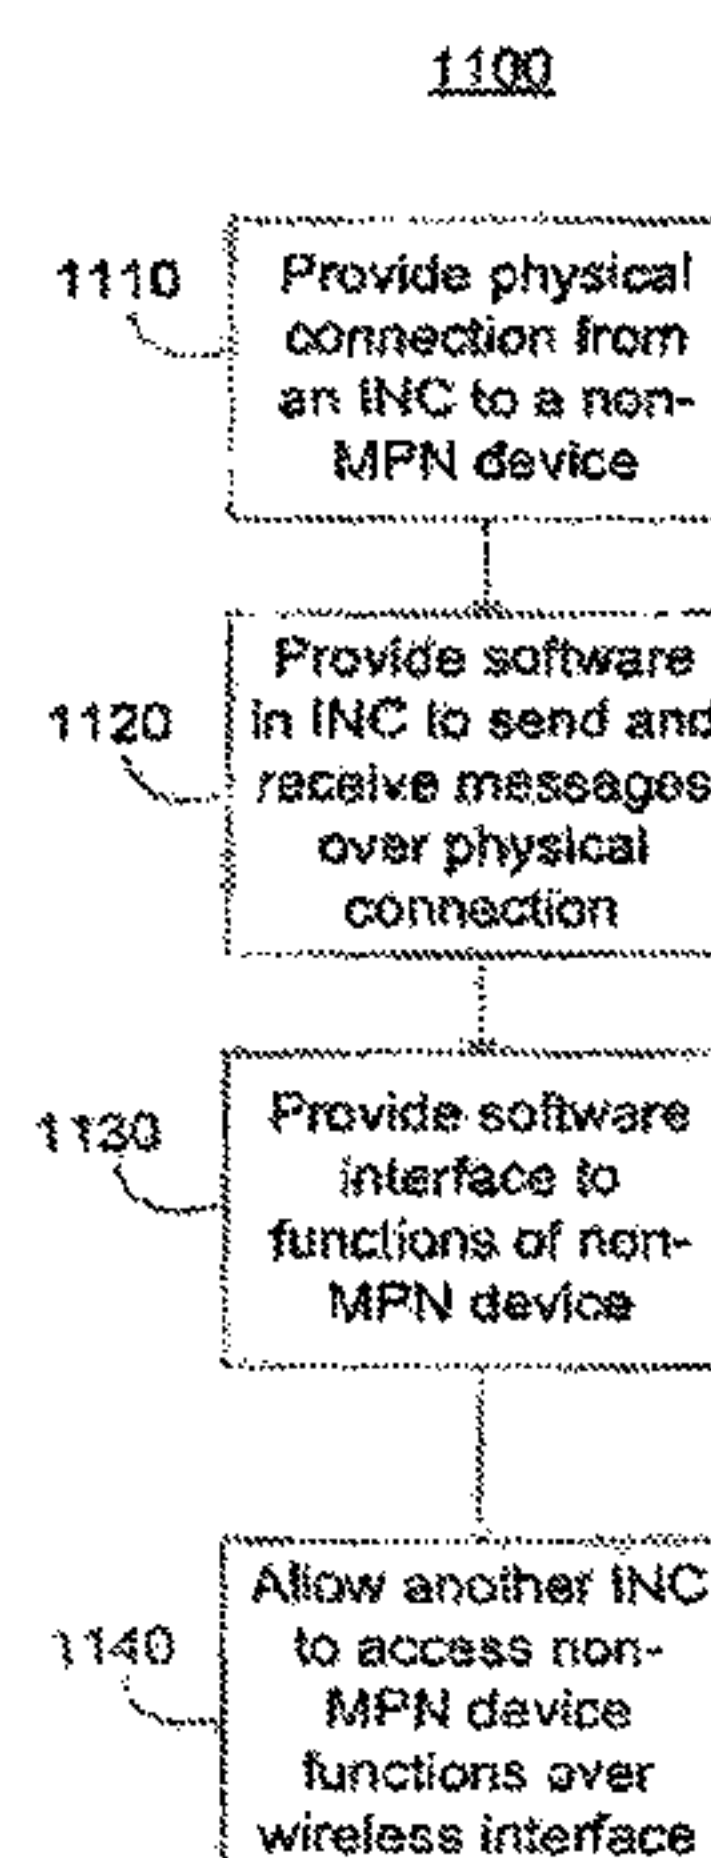 1100
1110
Provide physical
connection from
an INC to a non-
MPN device
1120
Provide software
in INC to send and
receive messages
over physical
connection
1130
Provide software
interface to
functions of non-
MPN device
1140
Allow another INC
to access non-
MPN device
functions over
wireless interface